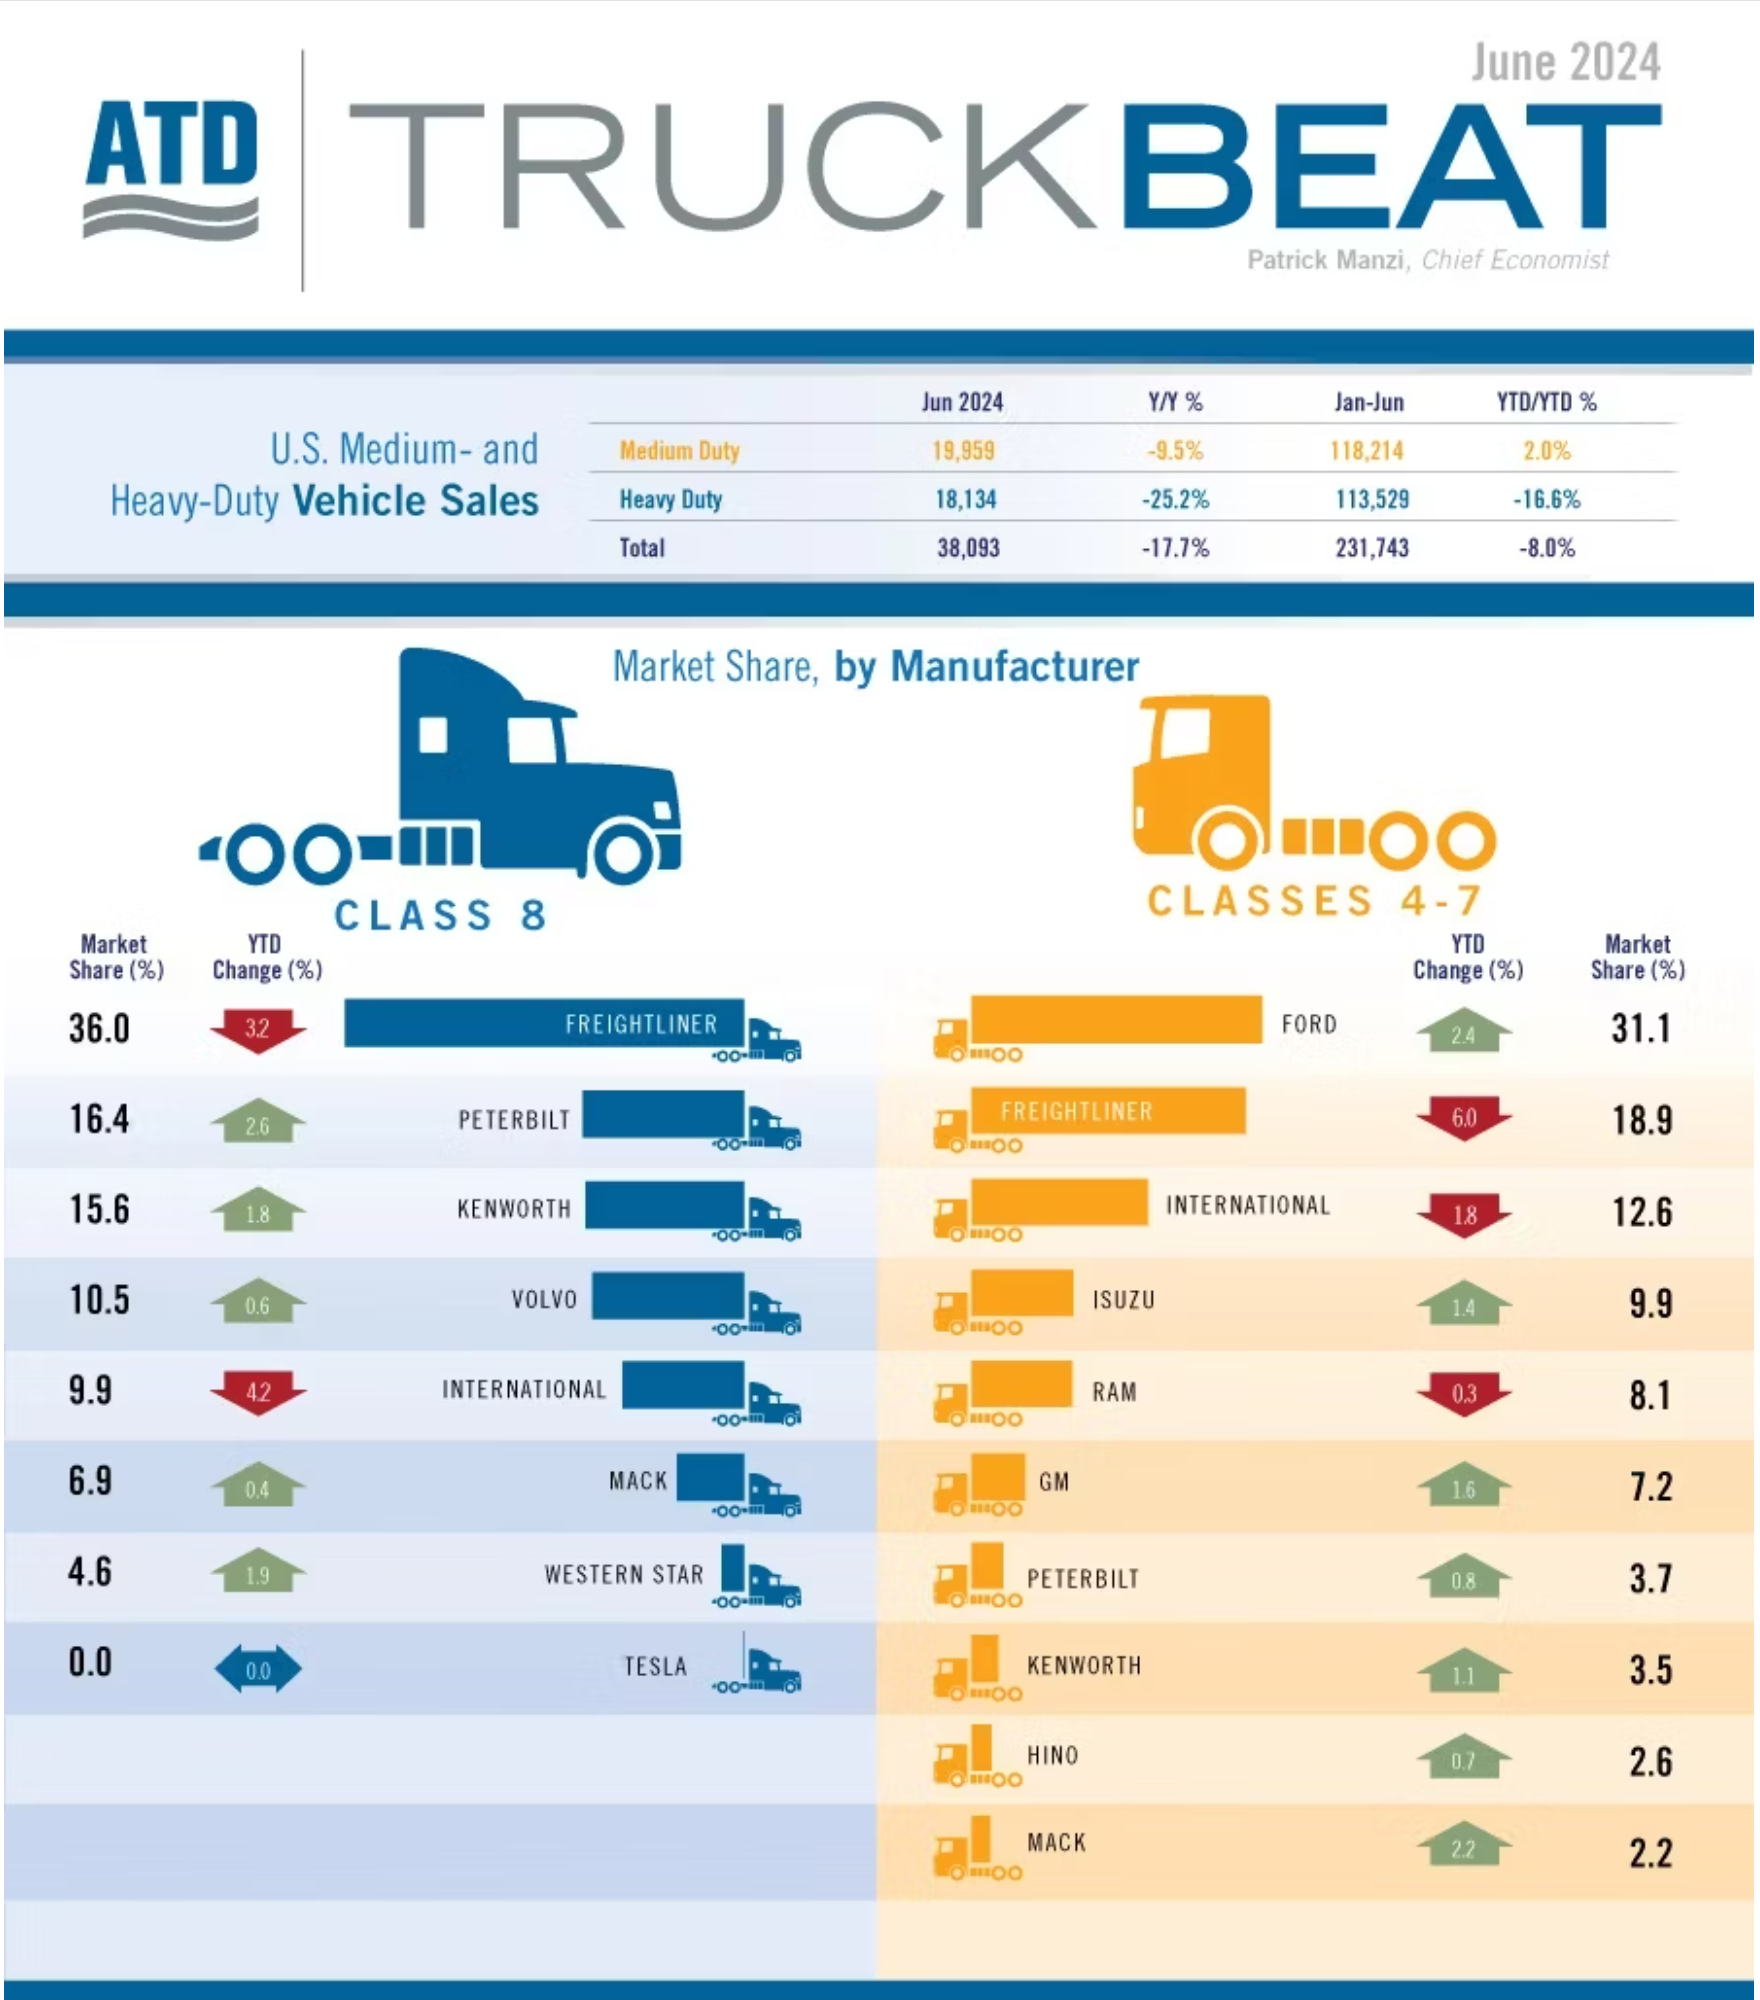 June 2024
ATD
TRUCKBEAT
Patrick Manzi, Chief Economist
Jun 2024 Y/Y % Jan-Jun YTD/YTD %
U.S. Medium- and
Heavy-Duty Vehicle Sales
Medium Duty 19,959 -9.5% 118,214 2.0%
Heavy Duty 18,134 -25.2% 113,529 -16.6%
Total 38,093 -17.7% 231,743 -8.0%
Market Share, by Manufacturer
CLASS 8
Market Share (%) YTD Change (%)
36.0 3.2 FREIGHTLINER
16.4 2.6 PETERBILT
15.6 1.8 KENWORTH
10.5 0.6 VOLVO
9.9 4.2 INTERNATIONAL
6.9 0.4 MACK
4.6 1.9 WESTERN STAR
0.0 0.0 TESLA
CLASSES 4-7
YTD Change (%) Market Share (%)
FORD 2.4 31.1
FREIGHTLINER 6.0 18.9
INTERNATIONAL 1.8 12.6
ISUZU 1.4 9.9
RAM 0.3 8.1
GM 1.6 7.2
PETERBILT 0.8 3.7
KENWORTH 1.1 3.5
HINO 0.7 2.6
MACK 2.2 2.2